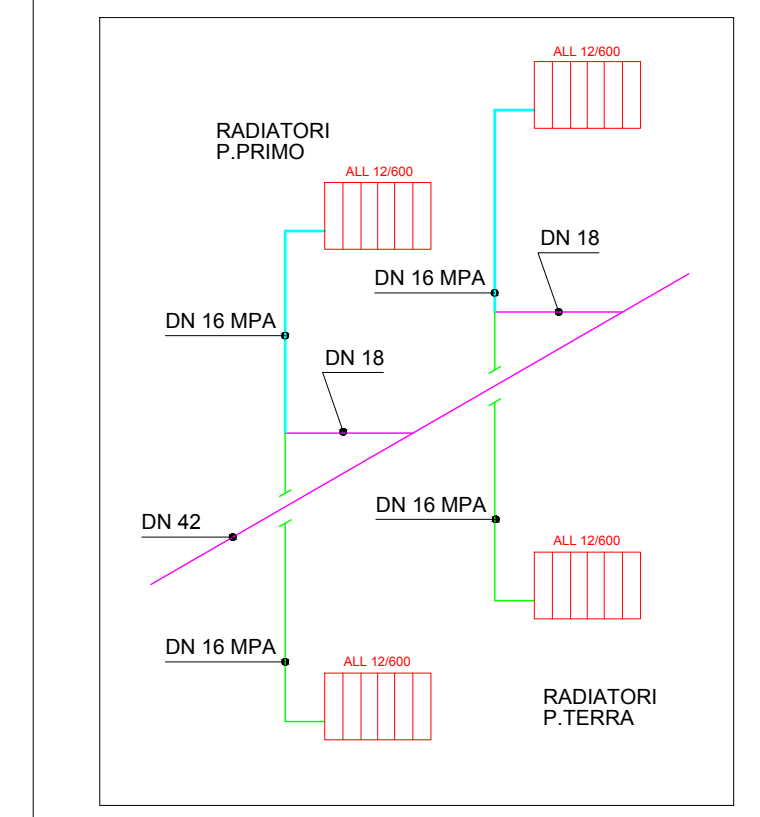 ALL 12/600
RADIATORI
P.PRIMO
ALL 12/600
DN 18
DN 16 MPA
DN 16 MPA
DN 18
DN 16 MPA
DN 42
ALL 12/600
DN 16 MPA
ALL 12/600
RADIATORI
P.TERRA